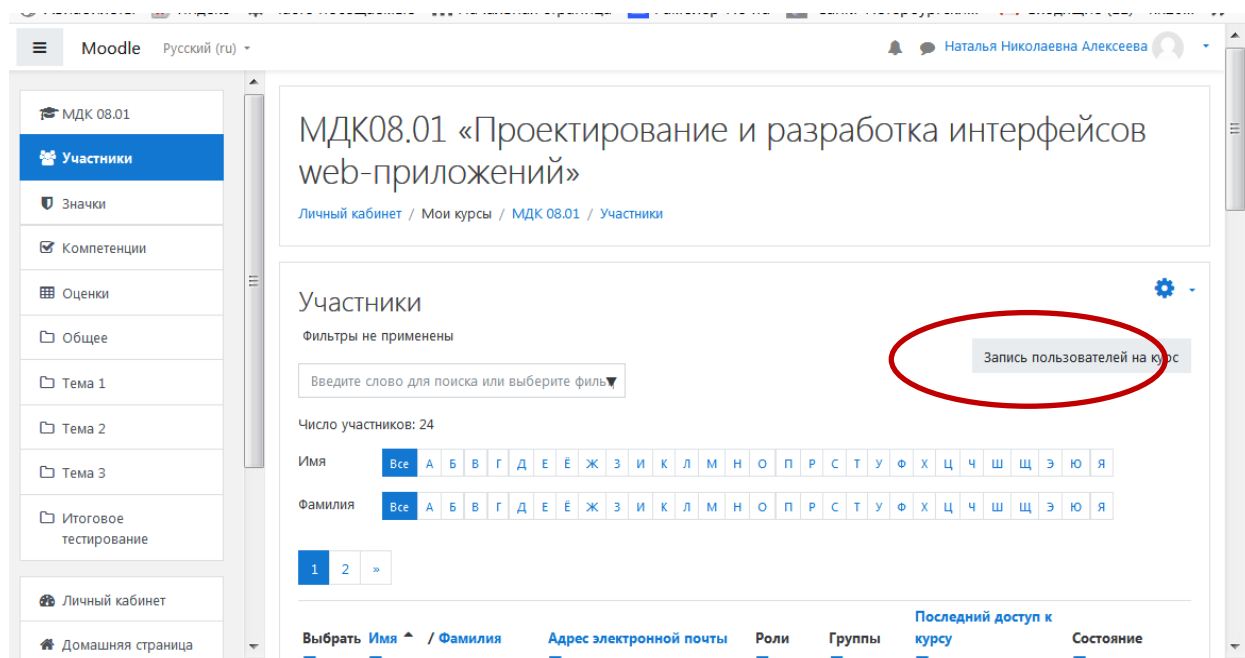 Moodle Русский (ru) Наталья Николаевна Алексеева
МДК 08.01
Участники
Значки
Компетенции
Оценки
Общее
Тема 1
Тема 2
Тема 3
Итоговое
тестирование
Личный кабинет
Домашняя страница
МДК08.01 «Проектирование и разработка интерфейсов
web-приложений»
Личный кабинет / Мои курсы / МДК 08.01 / Участники
Участники
Фильтры не применены
Запись пользователей на курс
Введите слово для поиска или выберите филь
Число участников: 24
Имя Все А Б В Г Д Е Ё Ж З И К Л М Н О П Р С Т У Ф Х Ц Ч Ш Щ Э Ю Я
Фамилия Все А Б В Г Д Е Ё Ж З И К Л М Н О П Р С Т У Ф Х Ц Ч Ш Щ Э Ю Я
1 2 »
Выбрать Имя / Фамилия Адрес электронной почты Роли Группы Последний доступ к
курсу Состояние